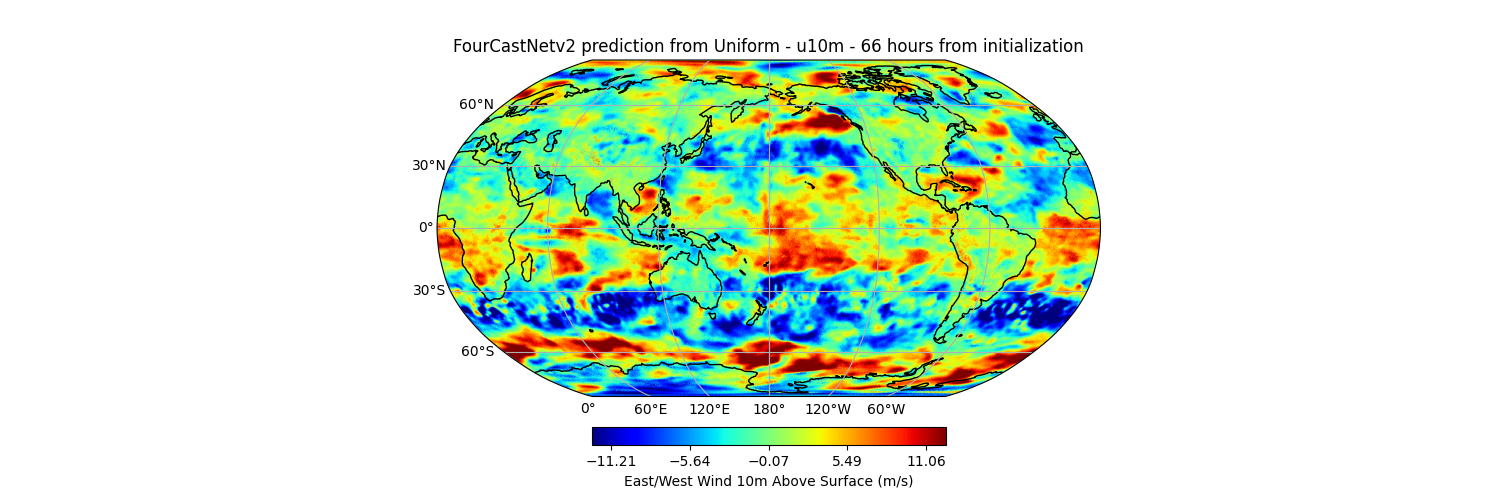 FourCastNetv2 prediction from Uniform - u10m - 66 hours from initialization
60°N
30°N
0°
30°S
60°S
0° 60°E 120°E 180° 120°W 60°W
−11.21 −5.64 −0.07 5.49 11.06
East/West Wind 10m Above Surface (m/s)